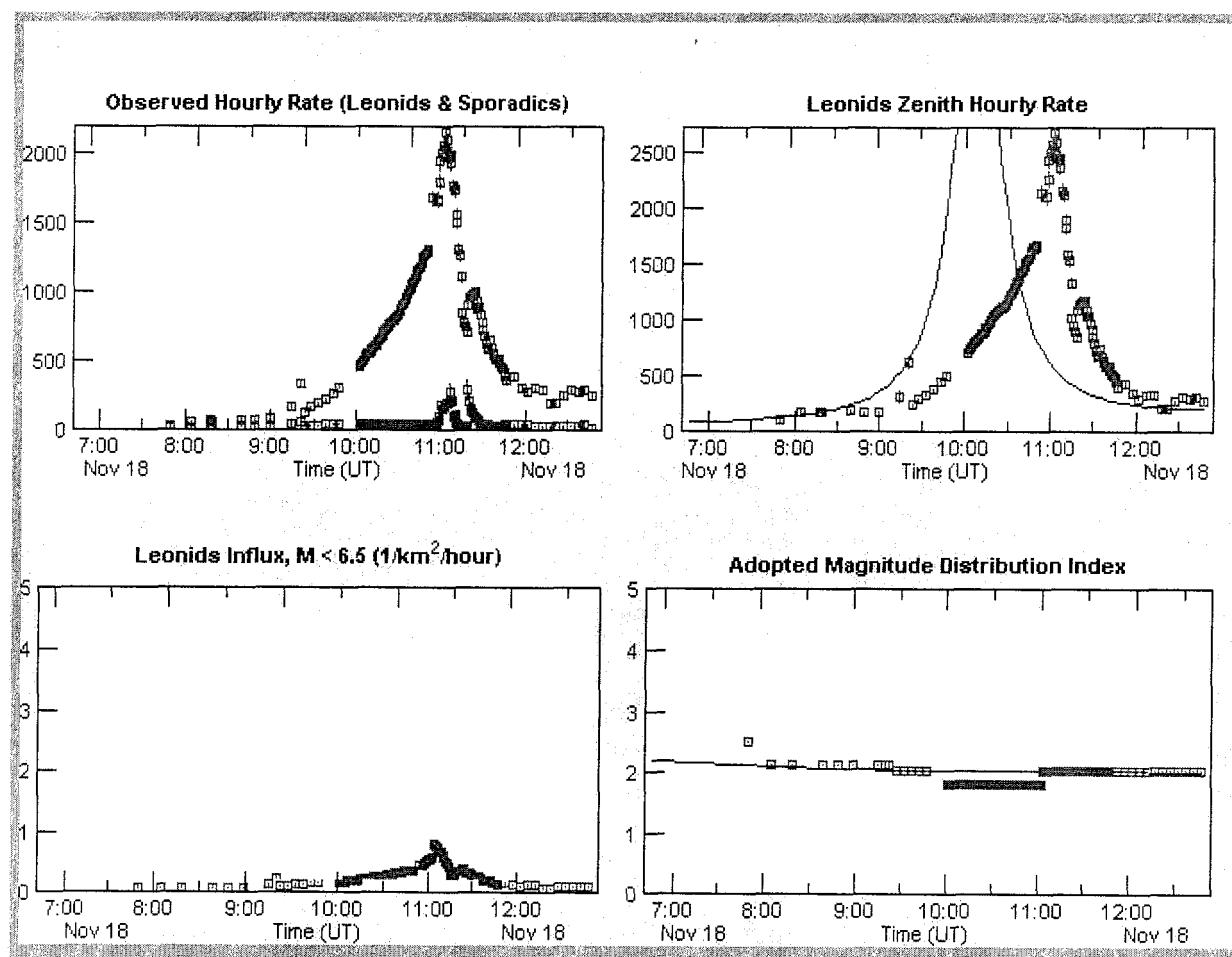 Observed Hourly Rate (Leonids & Sporadics)
2000
1500
1000
500
0
7:00 8:00 9:00 10:00 11:00 12:00
Nov 18 Time (UT) Nov 18
Leonids Zenith Hourly Rate
2500
2000
1500
1000
500
0
7:00 8:00 9:00 10:00 11:00 12:00
Nov 18 Time (UT) Nov 18
Leonids Influx, M < 6.5 (1/km²/hour)
5
4
3
2
1
0
7:00 8:00 9:00 10:00 11:00 12:00
Nov 18 Time (UT) Nov 18
Adopted Magnitude Distribution Index
5
4
3
2
1
0
7:00 8:00 9:00 10:00 11:00 12:00
Nov 18 Time (UT) Nov 18